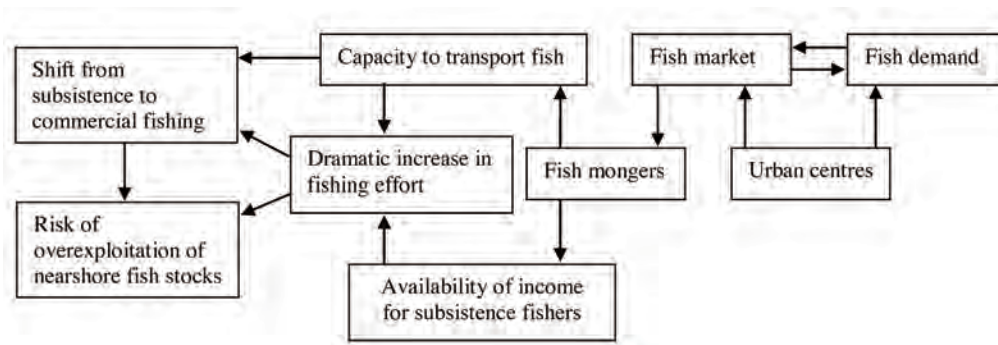 Shift from
subsistence to
commercial fishing
Capacity to transport fish
Fish market
Fish demand
Dramatic increase in
fishing effort
Fish mongers
Urban centres
Risk of
overexploitation of
nearshore fish stocks
Availability of income
for subsistence fishers